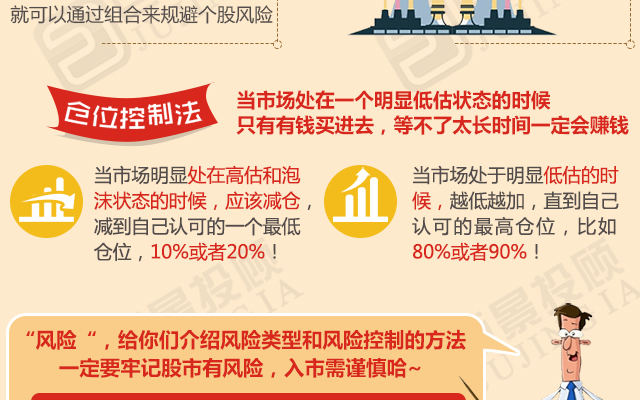 就可以通过组合来规避个股风险
仓位控制法
当市场处在一个明显低估状态的时候
只有有钱买进去，等不了太长时间一定会赚钱
当市场明显处在高估和泡
沫状态的时候，应该减仓，
减到自己认可的一个最低
仓位，10%或者20%！
当市场处于明显低估的时
候，越低越加，直到自己
认可的最高仓位，比如
80%或者90%！
“风险“，给你们介绍风险类型和风险控制的方法
一定要牢记股市有风险，入市需谨慎哈~